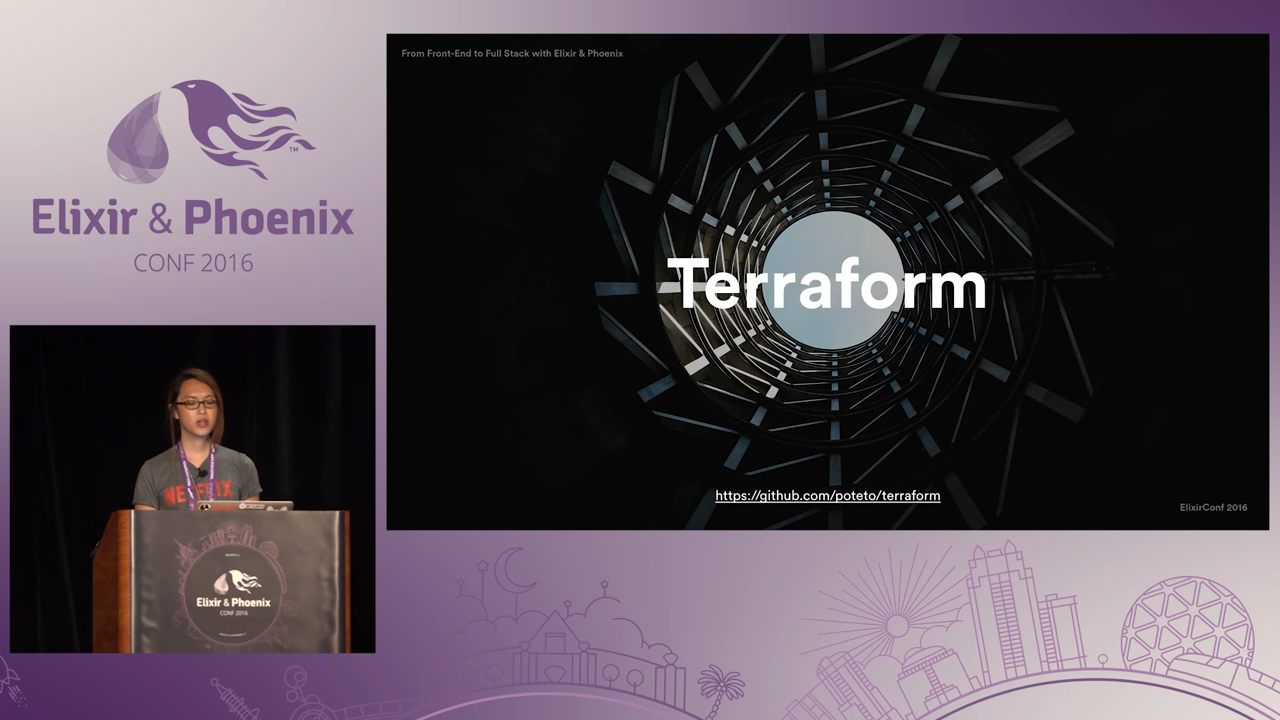 Elixir & Phoenix
CONF 2016
TM
From Front-End to Full Stack with Elixir & Phoenix
Terraform
https://github.com/poteto/terraform
ElixirConf 2016
NETFLIX
Elixir & Phoenix
CONF 2016